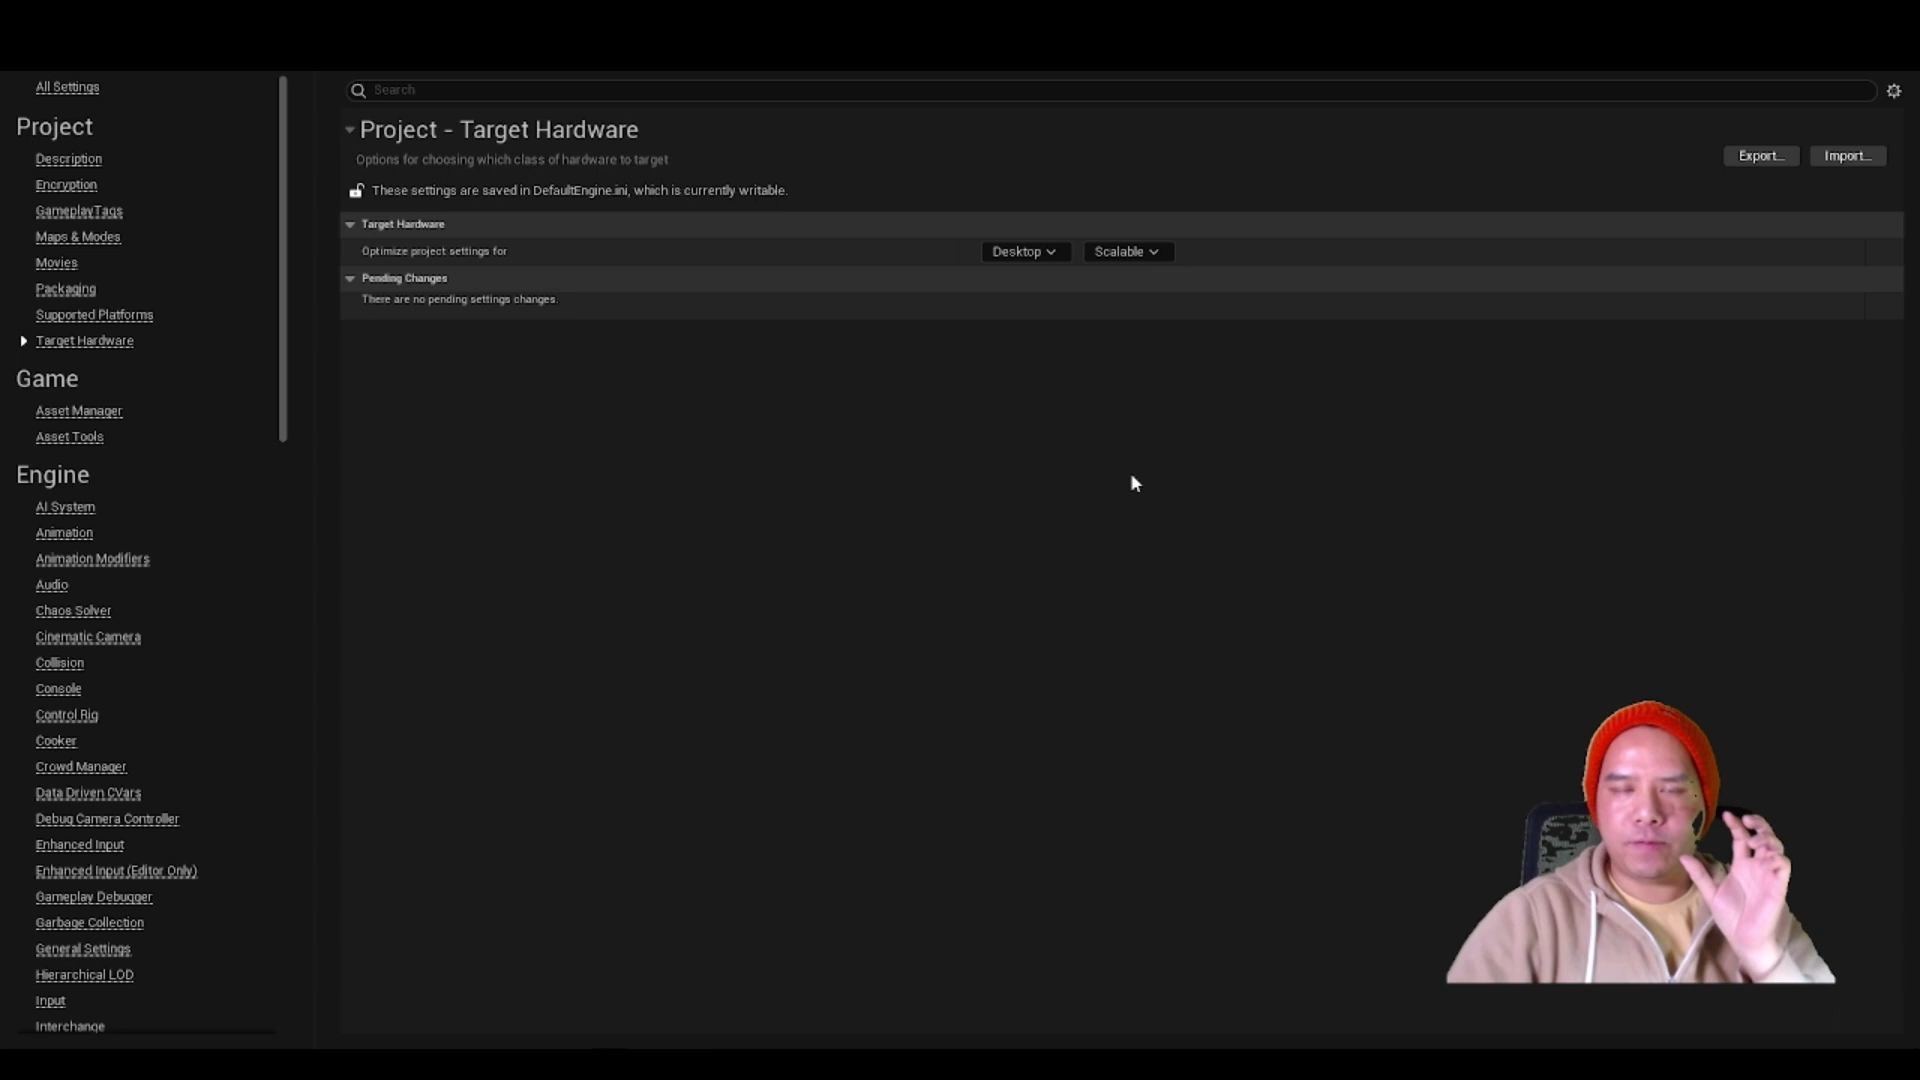 All Settings
Project
Description
Encryption
GameplayTags
Maps & Modes
Movies
Packaging
Supported Platforms
Target Hardware
Game
Asset Manager
Asset Tools
Engine
AI System
Animation
Animation Modifiers
Audio
Chaos Solver
Cinematic Camera
Collision
Console
Control Rig
Cooker
Crowd Manager
Data Driven CVars
Debug Camera Controller
Enhanced Input
Enhanced Input (Editor Only)
Gameplay Debugger
Garbage Collection
General Settings
Hierarchical LOD
Input
Interchange
Search
Project - Target Hardware
Options for choosing which class of hardware to target
Export...
Import...
These settings are saved in DefaultEngine.ini, which is currently writable.
Target Hardware
Optimize project settings for
Desktop
Scalable
Pending Changes
There are no pending settings changes.